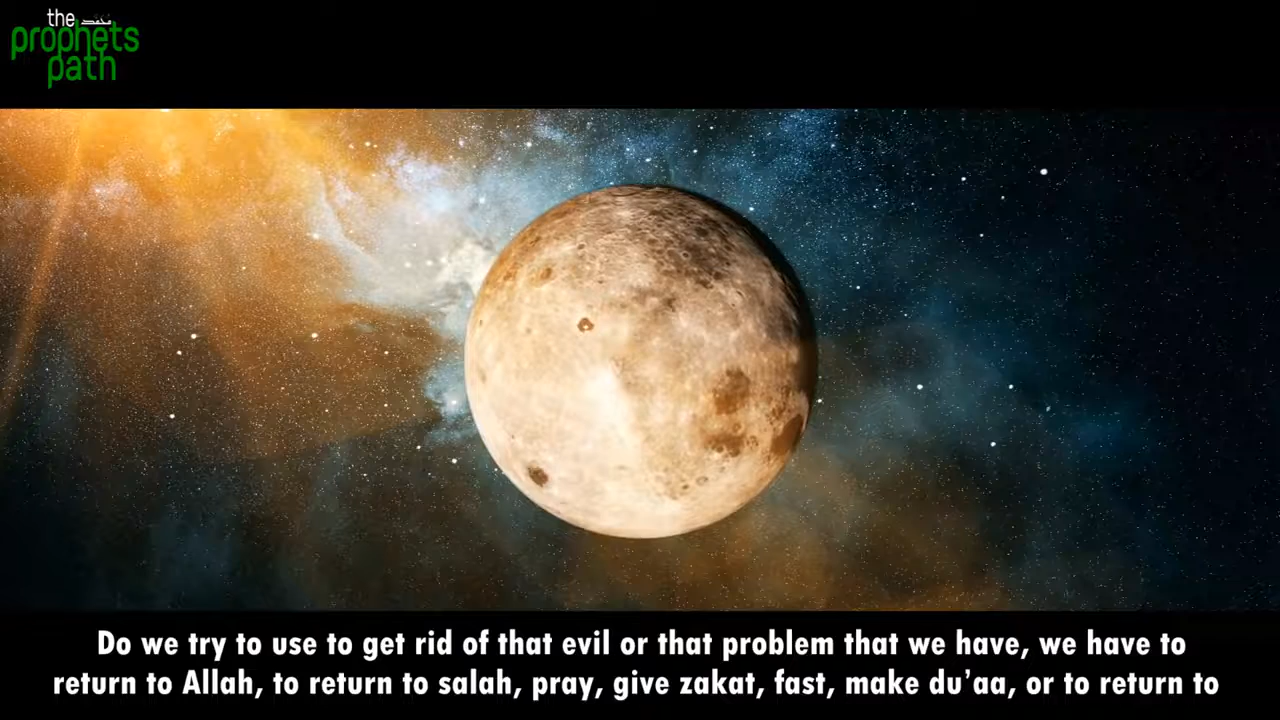 the محمد
prophets
path
Do we try to use to get rid of that evil or that problem that we have, we have to
return to Allah, to return to salah, pray, give zakat, fast, make du’aa, or to return to